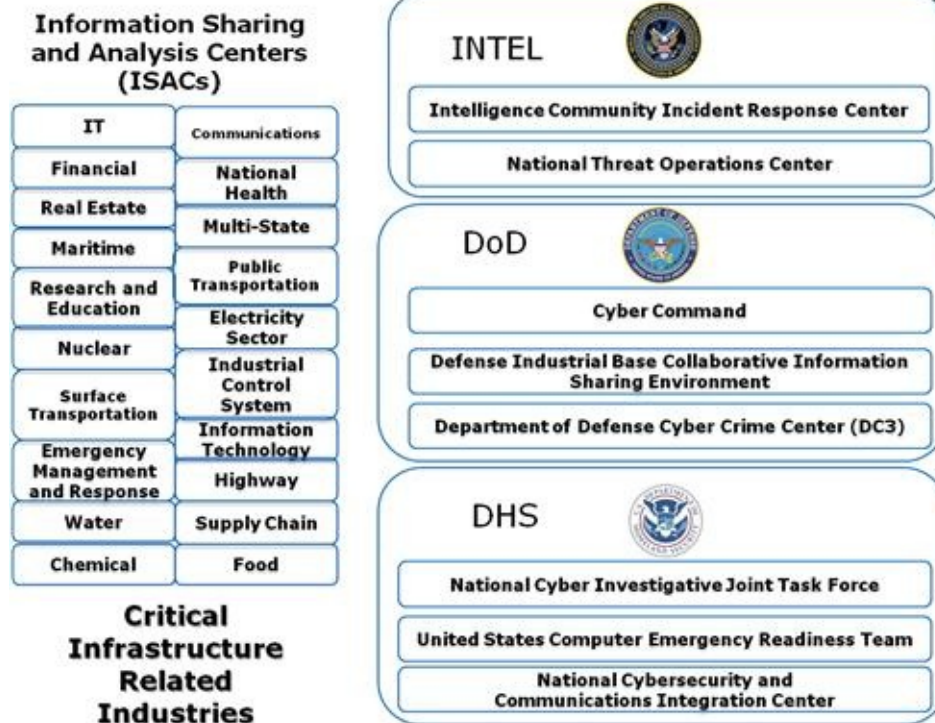 Information Sharing
and Analysis Centers
(ISACs)
IT
Financial
Real Estate
Maritime
Research and
Education
Nuclear
Surface
Transportation
Emergency
Management
and Response
Water
Chemical
Communications
National
Health
Multi-State
Public
Transportation
Electricity
Sector
Industrial
Control
System
Information
Technology
Highway
Supply Chain
Food
Critical
Infrastructure
Related
Industries
INTEL
Intelligence Community Incident Response Center
National Threat Operations Center
DoD
Cyber Command
Defense Industrial Base Collaborative Information
Sharing Environment
Department of Defense Cyber Crime Center (DC3)
DHS
National Cyber Investigative Joint Task Force
United States Computer Emergency Readiness Team
National Cybersecurity and
Communications Integration Center